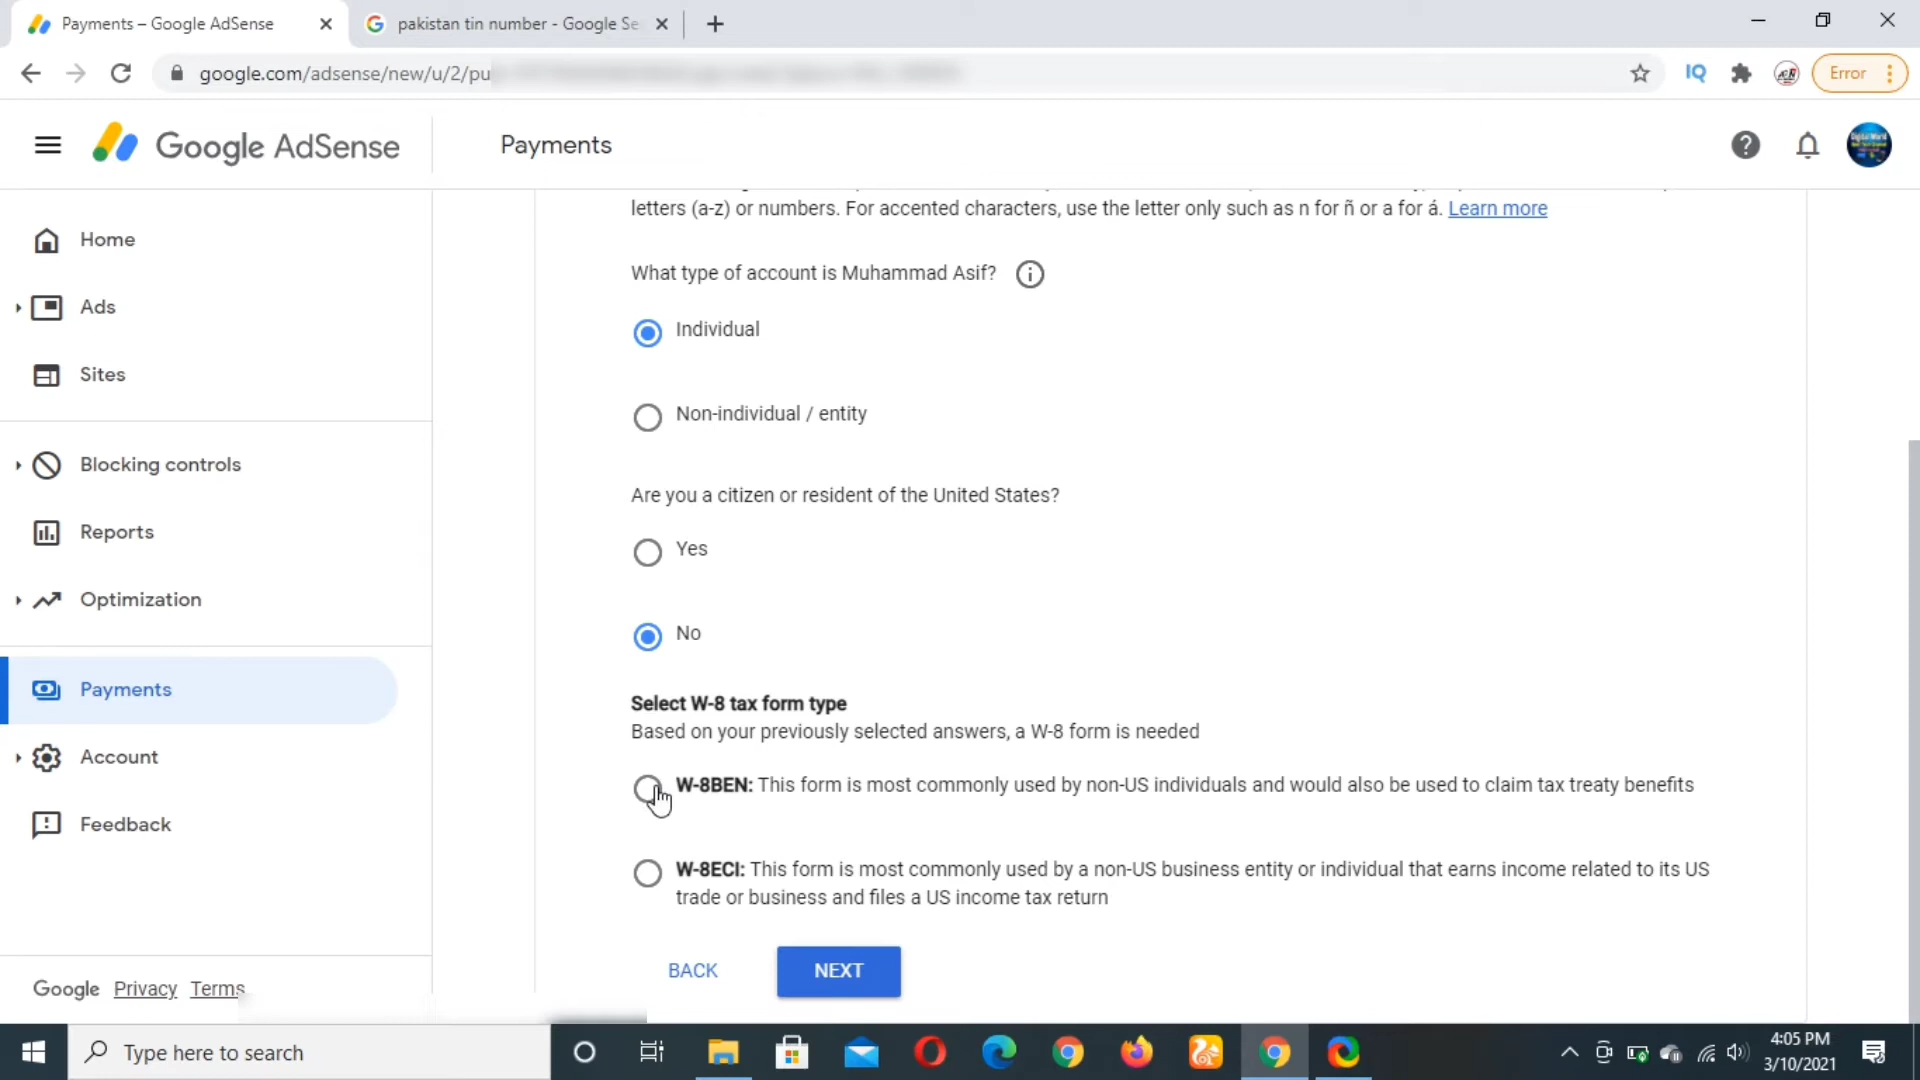 Payments – Google AdSense
pakistan tin number - Google Se
google.com/adsense/new/u/2/pu
IQ
Error
Google AdSense
Payments
Home
Ads
Sites
Blocking controls
Reports
Optimization
Payments
Account
Feedback
Google Privacy Terms
letters (a-z) or numbers. For accented characters, use the letter only such as n for ñ or a for á. Learn more
What type of account is Muhammad Asif?
Individual
Non-individual / entity
Are you a citizen or resident of the United States?
Yes
No
Select W-8 tax form type
Based on your previously selected answers, a W-8 form is needed
W-8BEN: This form is most commonly used by non-US individuals and would also be used to claim tax treaty benefits
W-8ECI: This form is most commonly used by a non-US business entity or individual that earns income related to its US
trade or business and files a US income tax return
BACK
NEXT
Type here to search
4:05 PM
3/10/2021